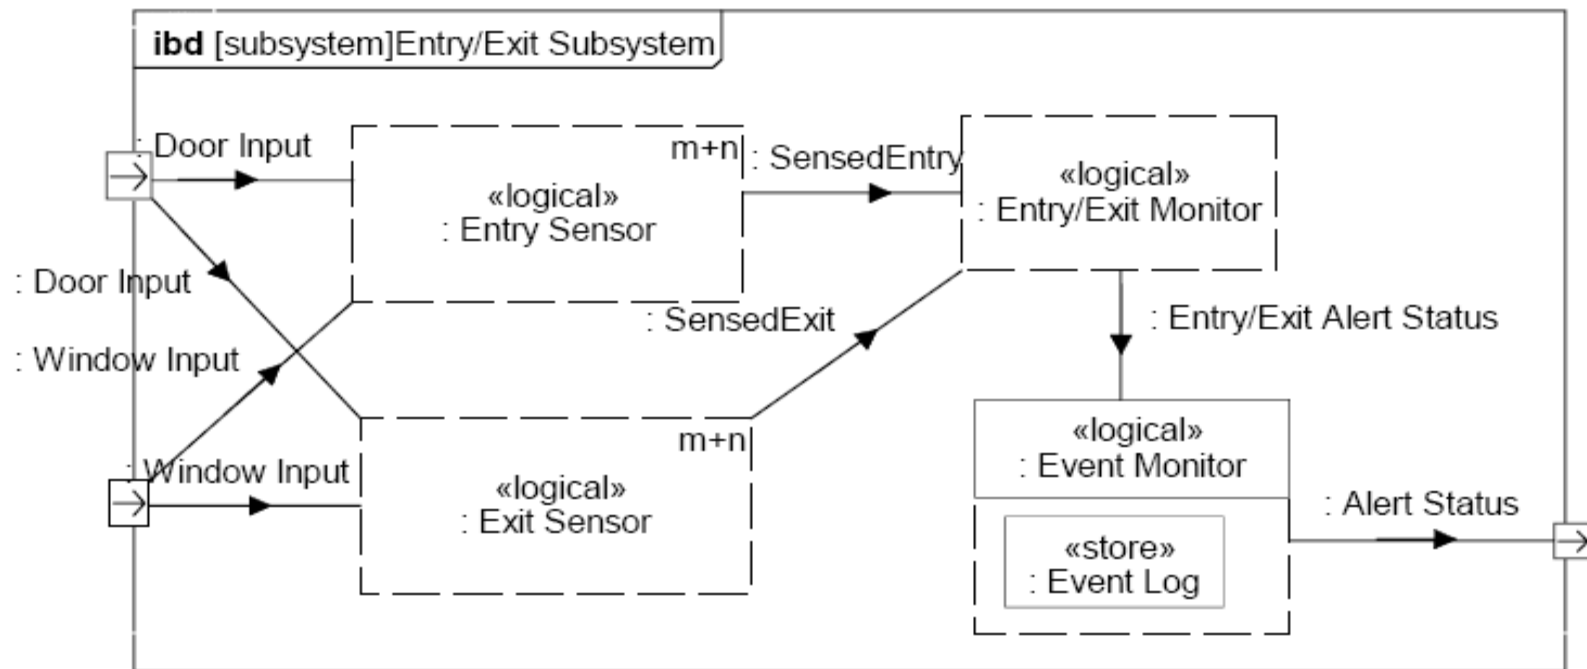 ibd [subsystem]Entry/Exit Subsystem
: Door Input
m+n
: SensedEntry
«logical»
: Entry Sensor
«logical»
: Entry/Exit Monitor
: Door Input
: SensedExit
: Entry/Exit Alert Status
: Window Input
m+n
«logical»
: Event Monitor
: Window Input
«logical»
: Exit Sensor
: Alert Status
«store»
: Event Log